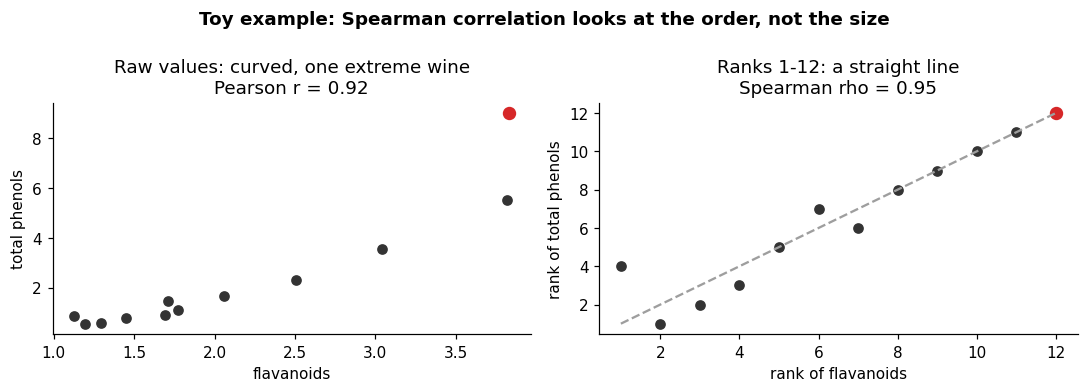 Toy example: Spearman correlation looks at the order, not the size
Raw values: curved, one extreme wine
Pearson r = 0.92
total phenols
8
6
4
2
1.0 1.5 2.0 2.5 3.0 3.5
flavanoids
Ranks 1-12: a straight line
Spearman rho = 0.95
rank of total phenols
12
10
8
6
4
2
2 4 6 8 10 12
rank of flavanoids